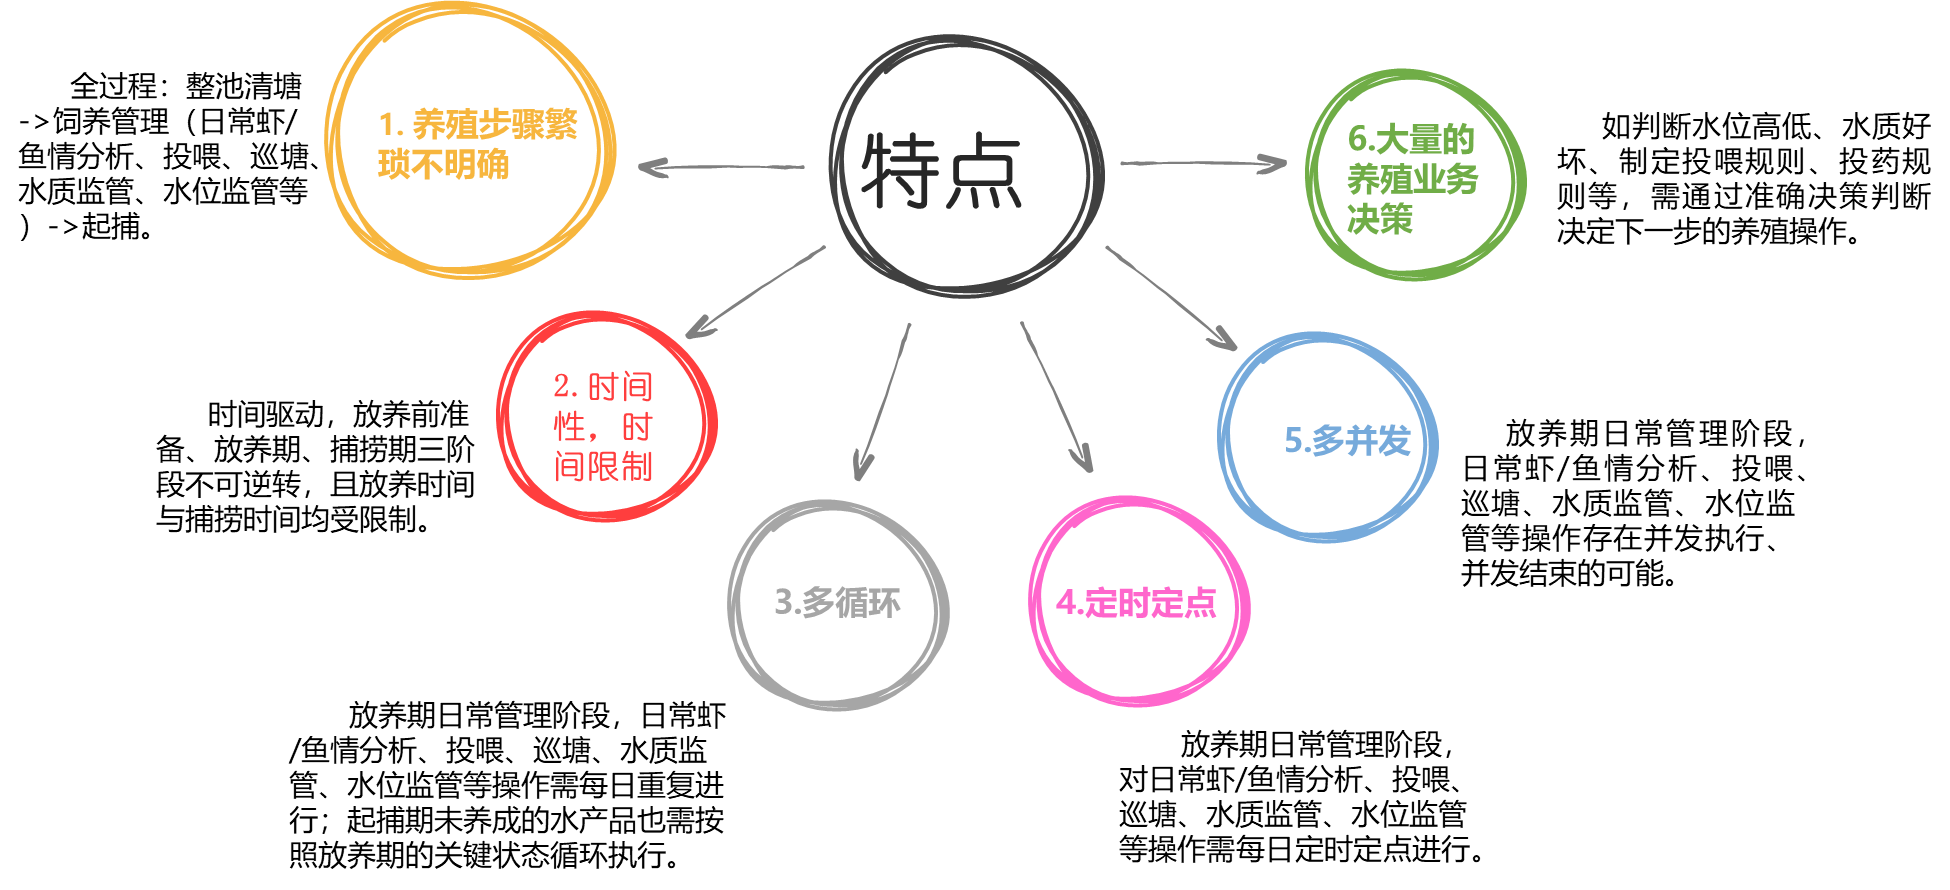 特点
1. 养殖步骤繁
琐不明确
全过程：整池清塘
->饲养管理（日常虾/
鱼情分析、投喂、巡塘、
水质监管、水位监管等
）->起捕。
2. 时间
性，时
间限制
时间驱动，放养前准
备、放养期、捕捞期三阶
段不可逆转，且放养时间
与捕捞时间均受限制。
3.多循环
放养期日常管理阶段，日常虾
/鱼情分析、投喂、巡塘、水质监
管、水位监管等操作需每日重复进
行；起捕期未养成的水产品也需按
照放养期的关键状态循环执行。
4.定时定点
放养期日常管理阶段，
对日常虾/鱼情分析、投喂、
巡塘、水质监管、水位监管
等操作需每日定时定点进行。
5.多并发
放养期日常管理阶段，
日常虾/鱼情分析、投喂、
巡塘、水质监管、水位监
管等操作存在并发执行、
并发结束的可能。
6.大量的
养殖业务
决策
如判断水位高低、水质好
坏、制定投喂规则、投药规
则等，需通过准确决策判断
决定下一步的养殖操作。